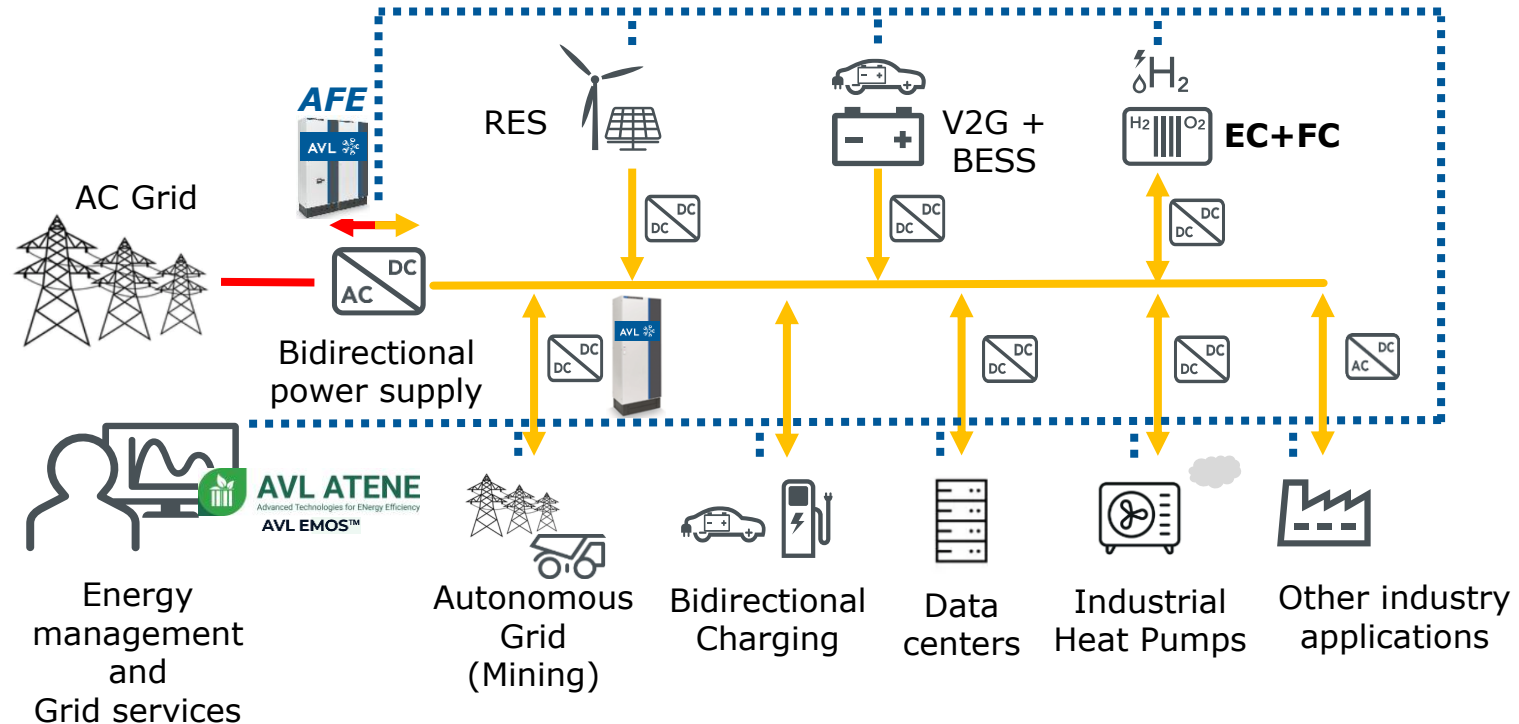 AFE
AVL
RES
V2G +
BESS
H₂
H₂ O₂
EC+FC
AC Grid
DC
DC
DC
DC
DC
DC
DC
AC
AVL
Bidirectional
power supply
DC
DC
DC
DC
DC
DC
DC
AC
AVL ATENE
Advanced Technologies for ENergy Efficiency
AVL EMOS™
Energy
management
and
Grid services
Autonomous
Grid
(Mining)
Bidirectional
Charging
Data
centers
Industrial
Heat Pumps
Other industry
applications